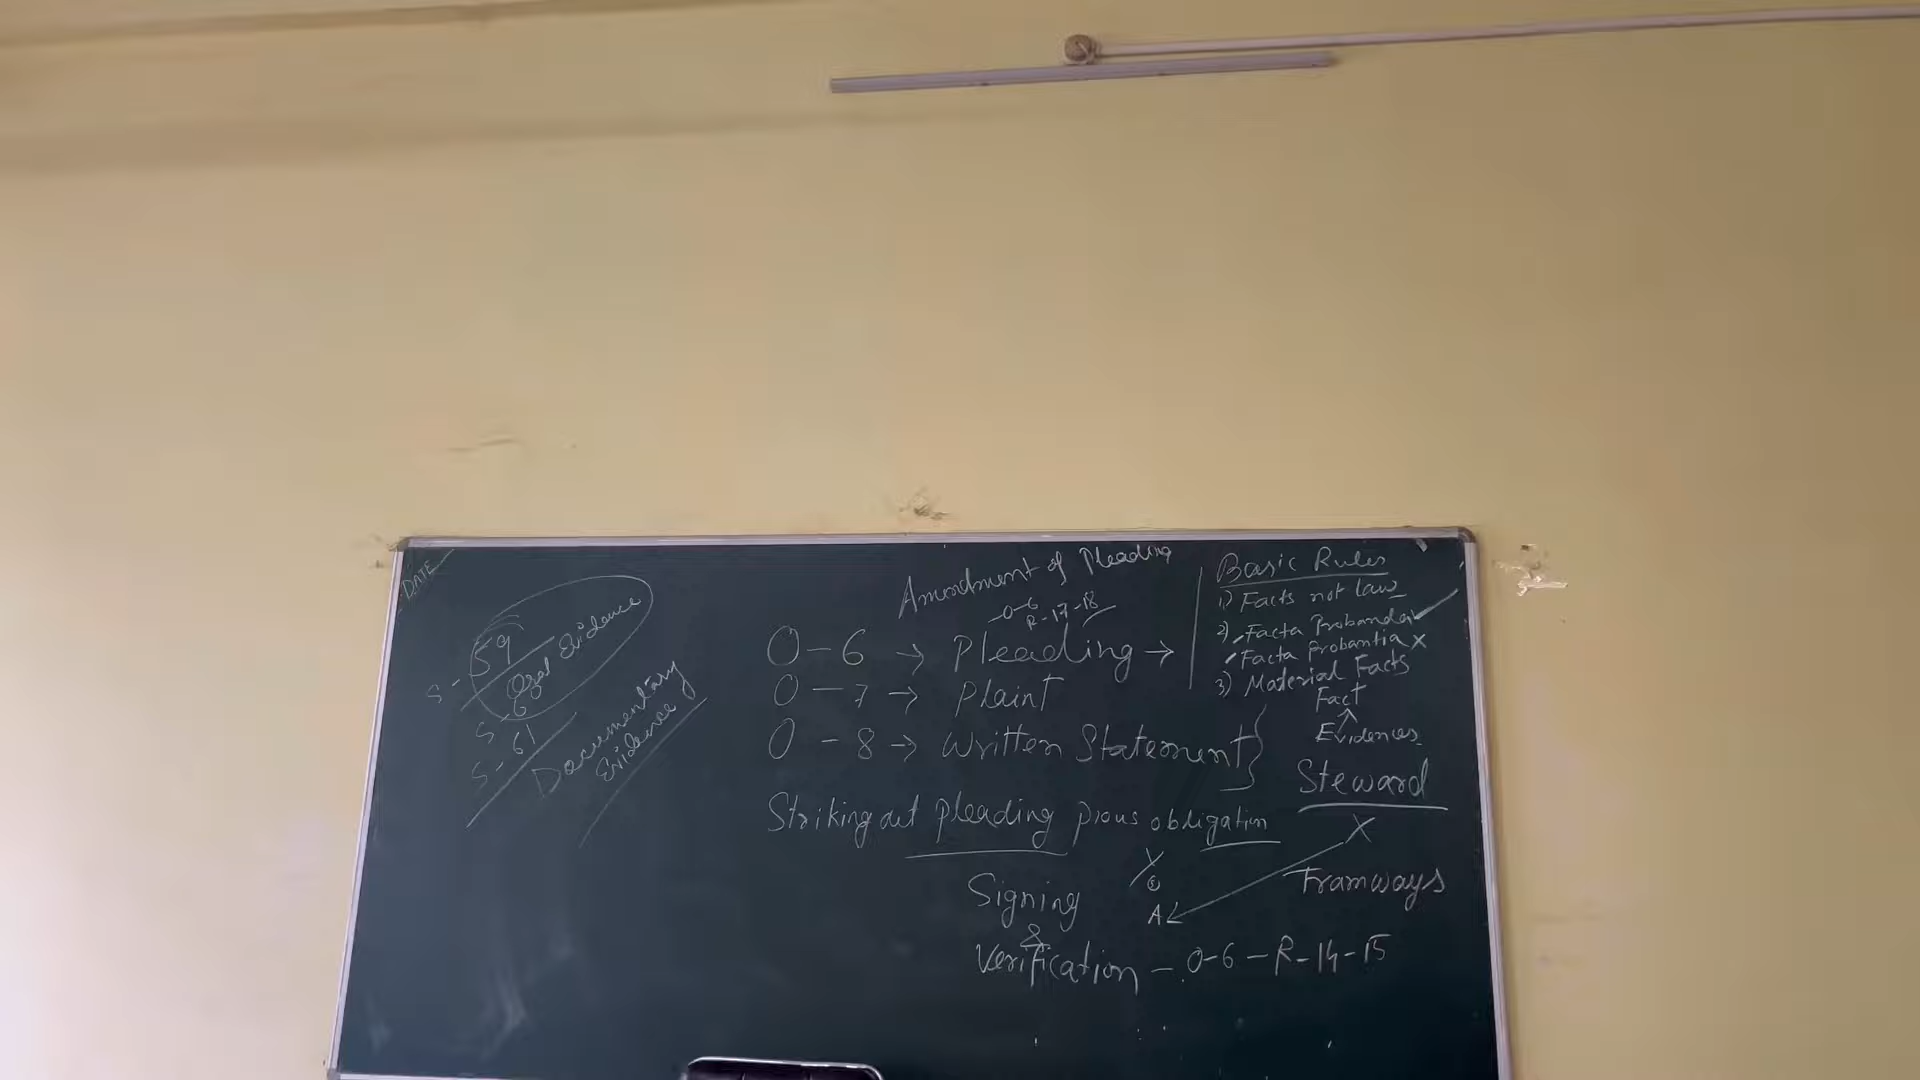 DATE
S-59
Oral Evidence
S-60
S-61
Documentary
Evidence
Amendment of Pleading
O-6
R-17-18
O-6 → Pleading →
O-7 → Plaint
O-8 → Written Statement }
Striking out pleading pious obligation
Signing
&
Verification - O-6-R-14-15
Basic Rules
1) Facts not law
2) Facta Probanda ✓
Facta probantia X
3) Material Facts
Fact
Evidences
Steward
X
Tramways
A